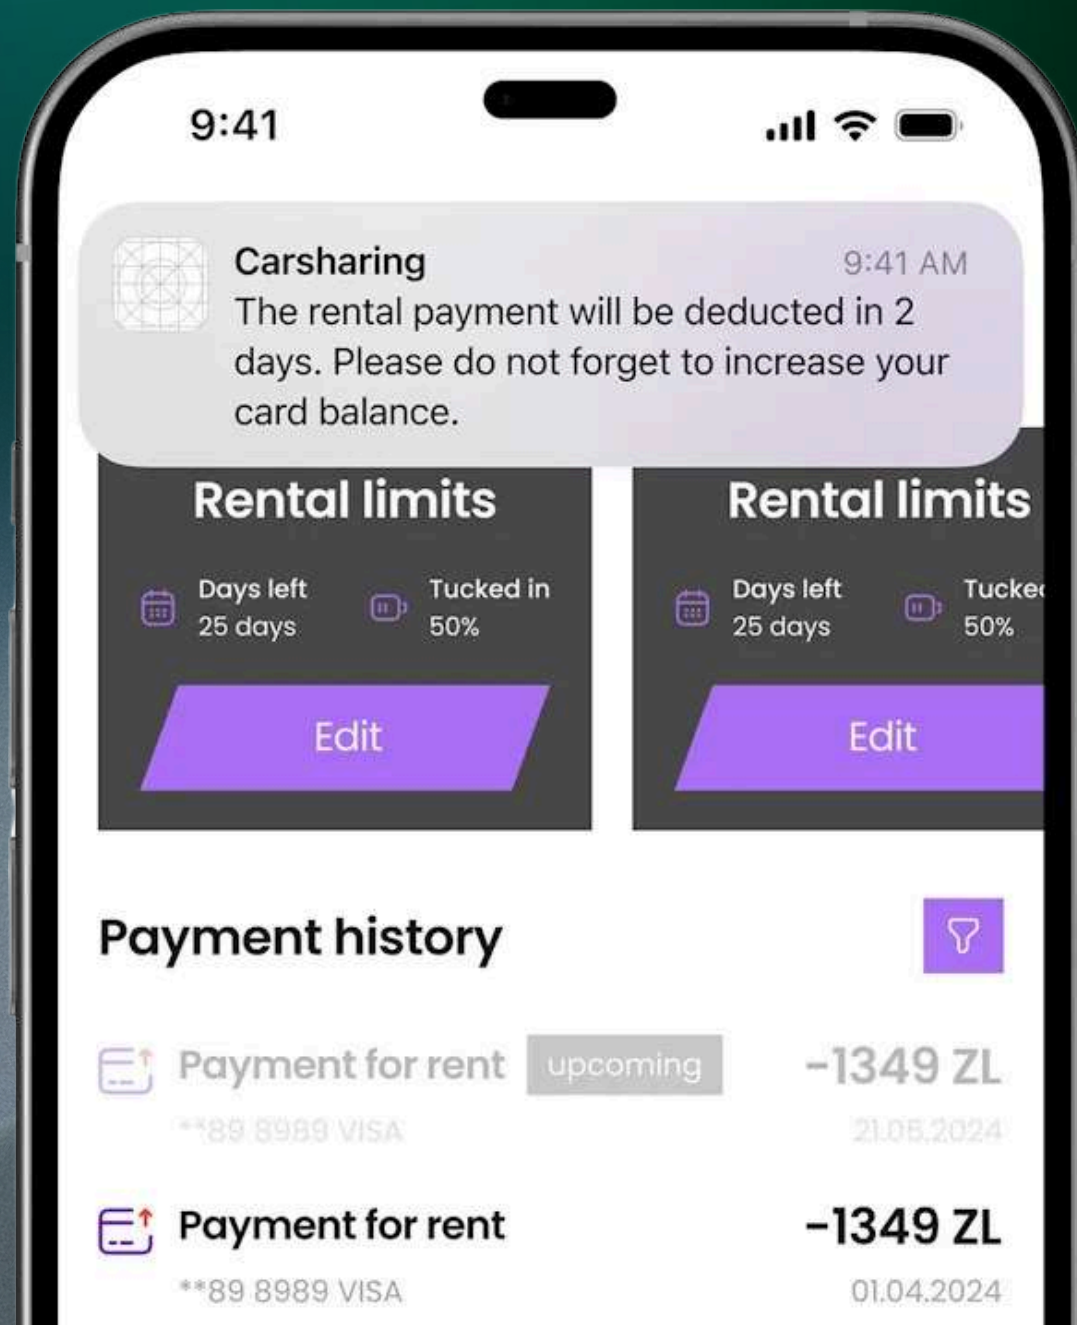 9:41
Carsharing 9:41 AM
The rental payment will be deducted in 2
days. Please do not forget to increase your
card balance.
Rental limits
Days left Tucked in
25 days 50%
Edit
Rental limits
Days left Tucked
25 days 50%
Edit
Payment history
Payment for rent upcoming -1349 ZL
**89 8989 VISA 21.05.2024
Payment for rent -1349 ZL
**89 8989 VISA 01.04.2024